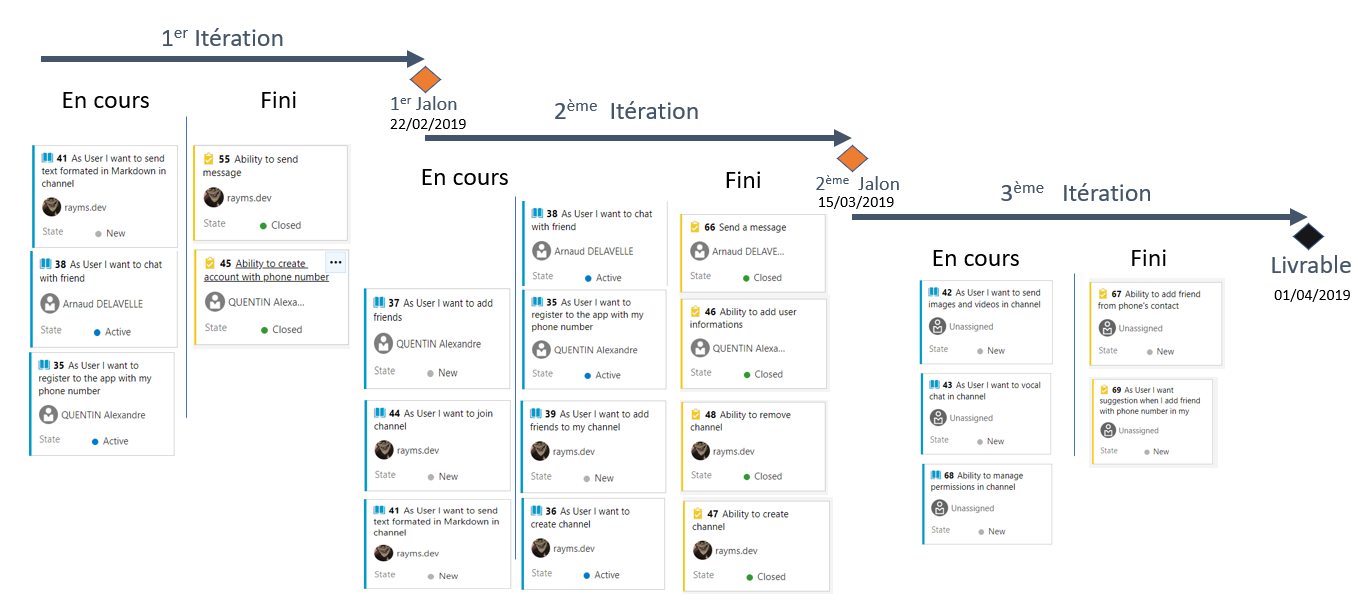 1er Itération
En cours
Fini
41 As User I want to send
text formated in Markdown in
channel
rayms.dev
State New
38 As User I want to chat
with friend
Arnaud DELAVELLE
State Active
35 As User I want to
register to the app with my
phone number
QUENTIN Alexandre
State Active
55 Ability to send
message
rayms.dev
State Closed
45 Ability to create
account with phone number
QUENTIN Alexa...
State Closed
1er Jalon
22/02/2019
2ème Itération
En cours
Fini
37 As User I want to add
friends
QUENTIN Alexandre
State New
44 As User I want to join
channel
rayms.dev
State New
41 As User I want to send
text formated in Markdown in
channel
rayms.dev
State New
38 As User I want to chat
with friend
Arnaud DELAVELLE
State Active
35 As User I want to
register to the app with my
phone number
QUENTIN Alexandre
State Active
39 As User I want to add
friends to my channel
rayms.dev
State New
36 As User I want to
create channel
rayms.dev
State Active
66 Send a message
Arnaud DELAVE...
State Closed
46 Ability to add user
informations
QUENTIN Alexa...
State Closed
48 Ability to remove
channel
rayms.dev
State Closed
47 Ability to create
channel
rayms.dev
State Closed
2ème Jalon
15/03/2019
3ème Itération
En cours
Fini
42 As User I want to send
images and videos in channel
Unassigned
State New
43 As User I want to vocal
chat in channel
Unassigned
State New
68 Ability to manage
permissions in channel
Unassigned
State New
67 Ability to add friend
from phone's contact
Unassigned
State New
69 As User I want
suggestion when I add friend
with phone number in my
Unassigned
State New
Livrable
01/04/2019